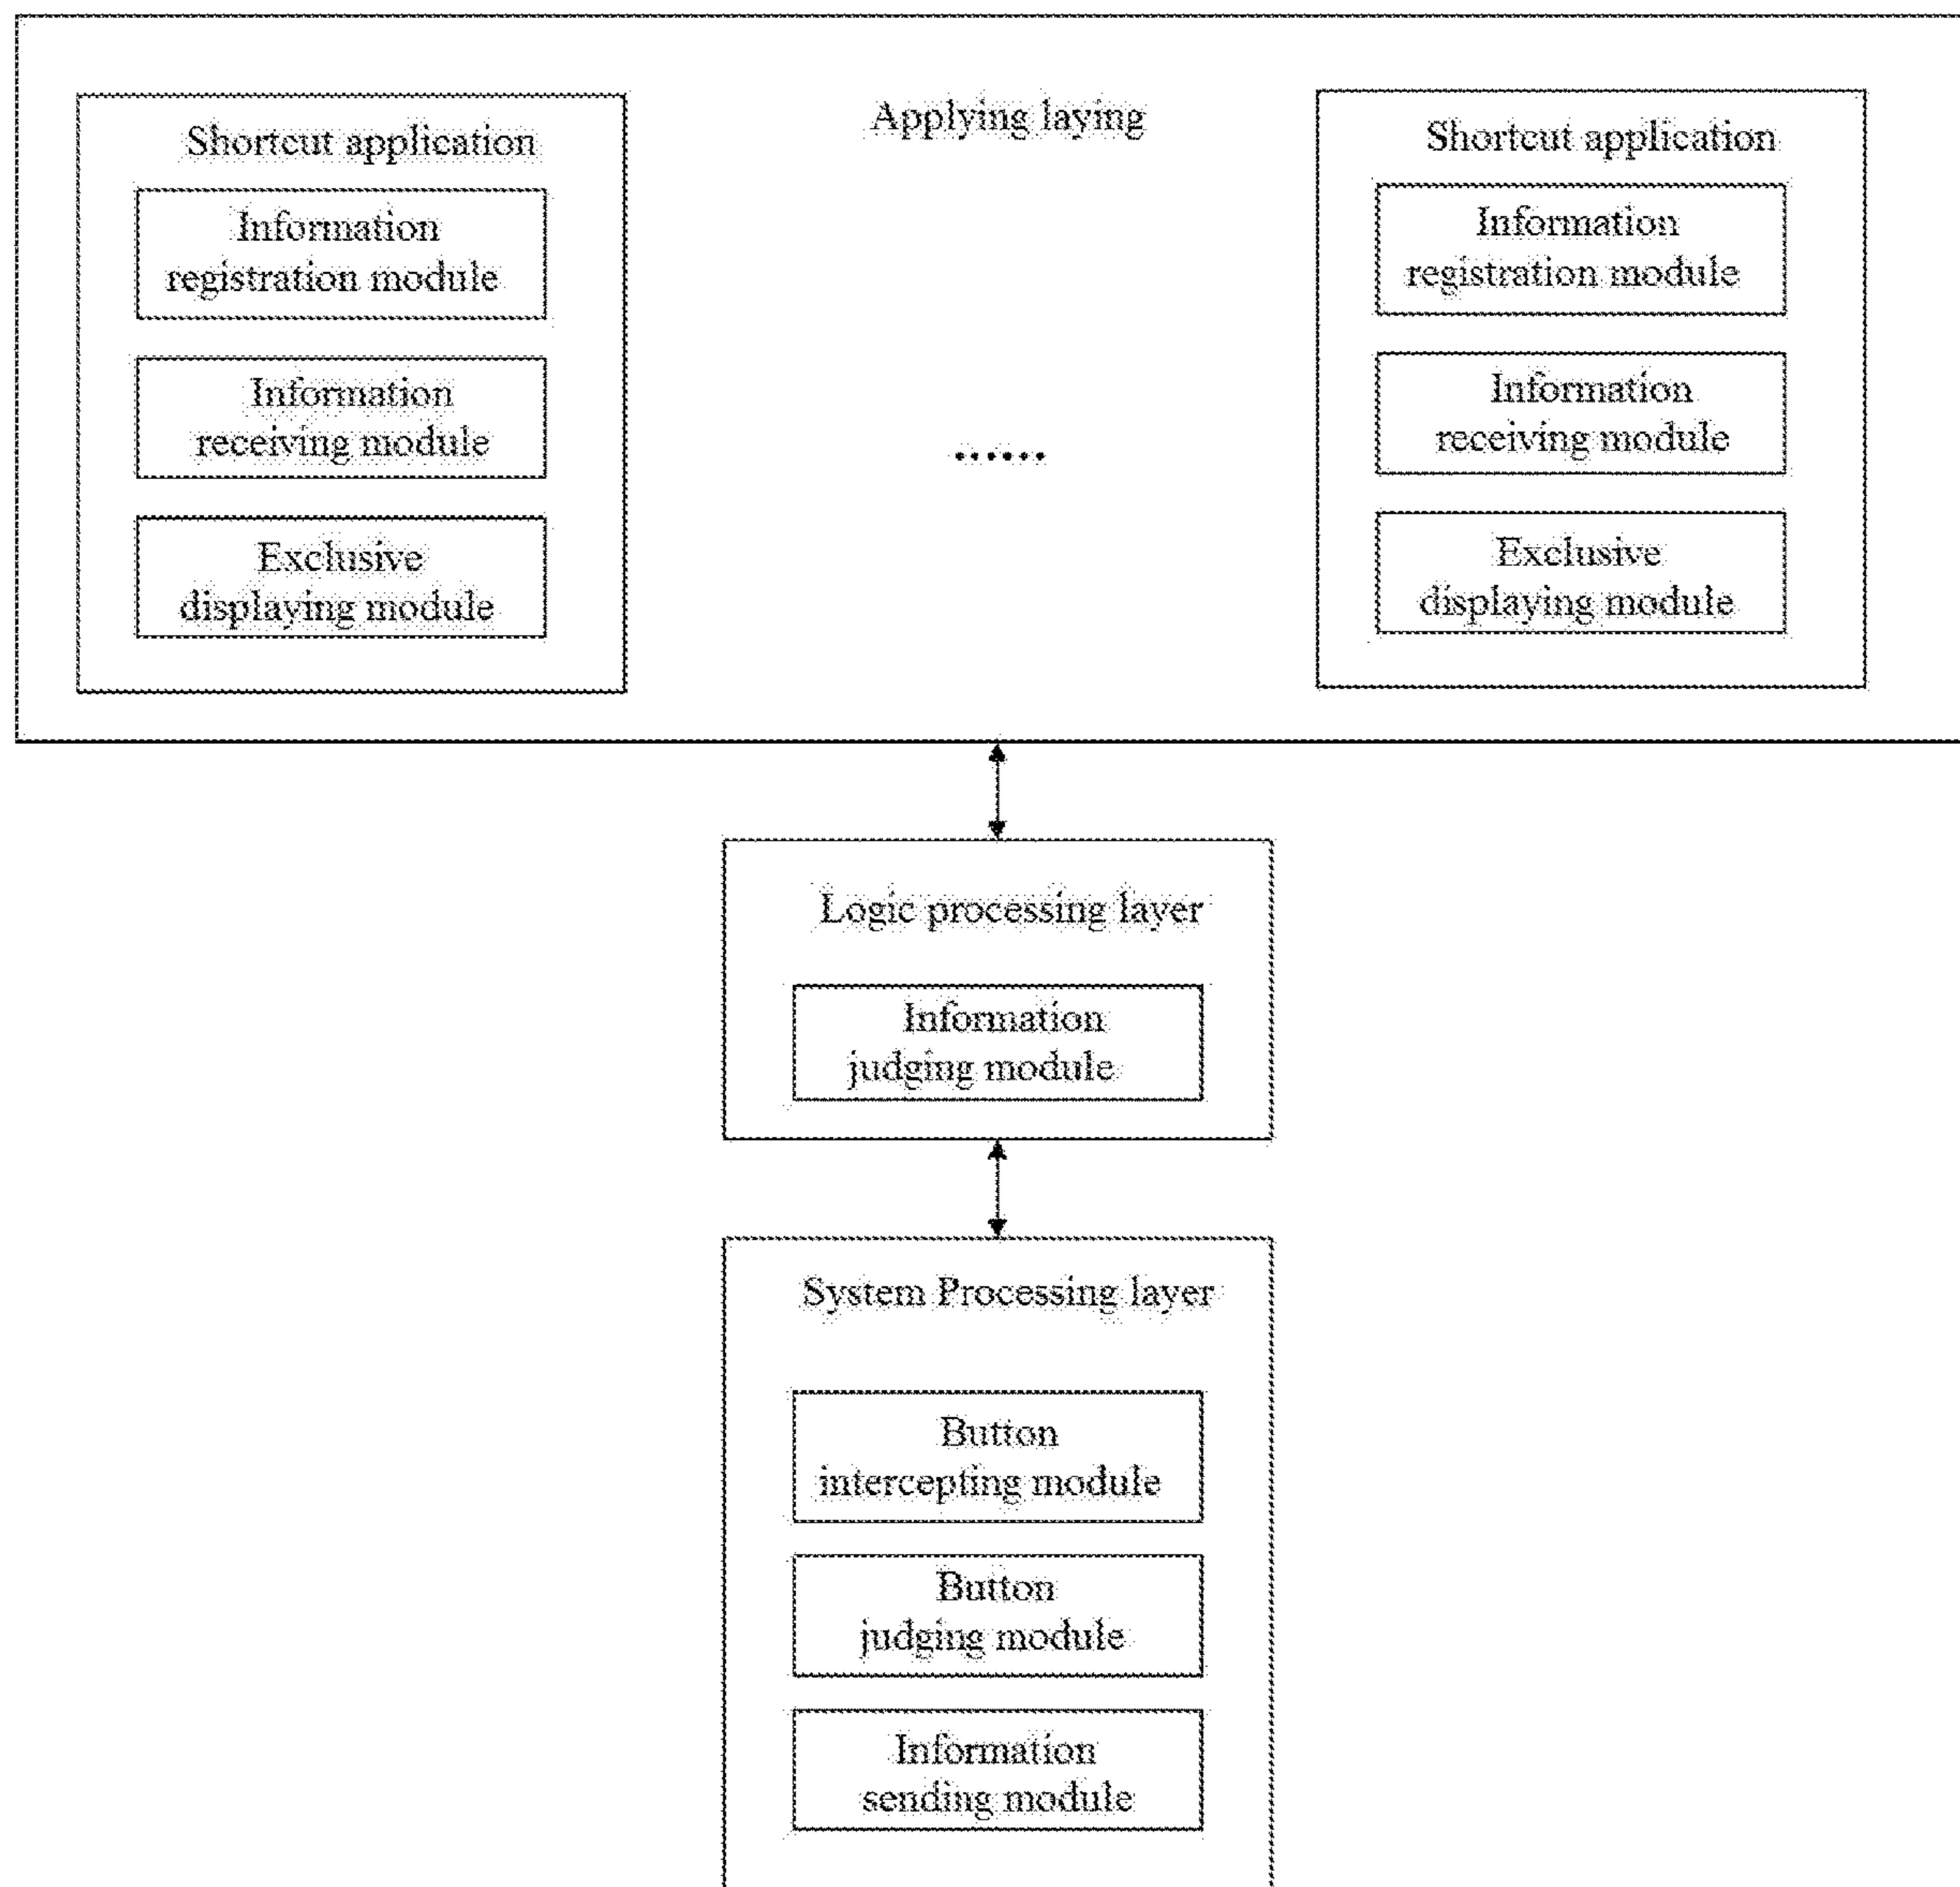 Applying laying
Shortcut application
Information
registration module
Information
receiving module
Exclusive
displaying module
......
Shortcut application
Information
registration module
Information
receiving module
Exclusive
displaying module
Logic processing layer
Information
judging module
System Processing layer
Button
intercepting module
Button
judging module
Information
sending module